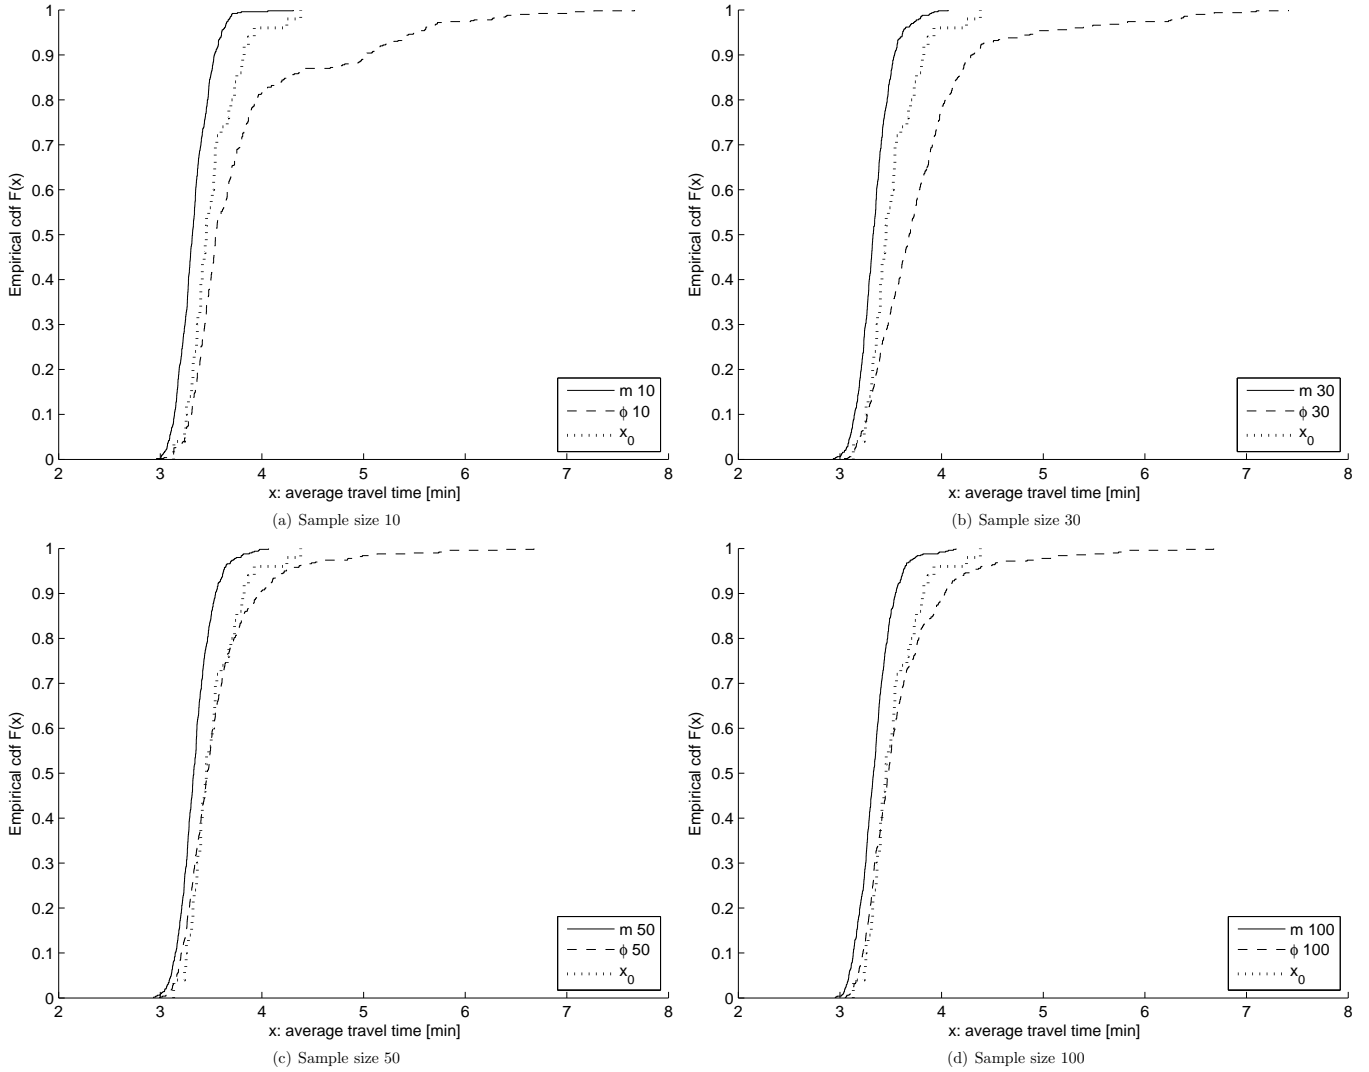 1
0.9
0.8
0.7
0.6
0.5
0.4
0.3
0.2
0.1
0
Empirical cdf F(x)
2 3 4 5 6 7 8
x: average travel time [min]
m 10
ϕ 10
x0
(a) Sample size 10
1
0.9
0.8
0.7
0.6
0.5
0.4
0.3
0.2
0.1
0
Empirical cdf F(x)
2 3 4 5 6 7 8
x: average travel time [min]
m 30
ϕ 30
x0
(b) Sample size 30
1
0.9
0.8
0.7
0.6
0.5
0.4
0.3
0.2
0.1
0
Empirical cdf F(x)
2 3 4 5 6 7 8
x: average travel time [min]
m 50
ϕ 50
x0
(c) Sample size 50
1
0.9
0.8
0.7
0.6
0.5
0.4
0.3
0.2
0.1
0
Empirical cdf F(x)
2 3 4 5 6 7 8
x: average travel time [min]
m 100
ϕ 100
x0
(d) Sample size 100